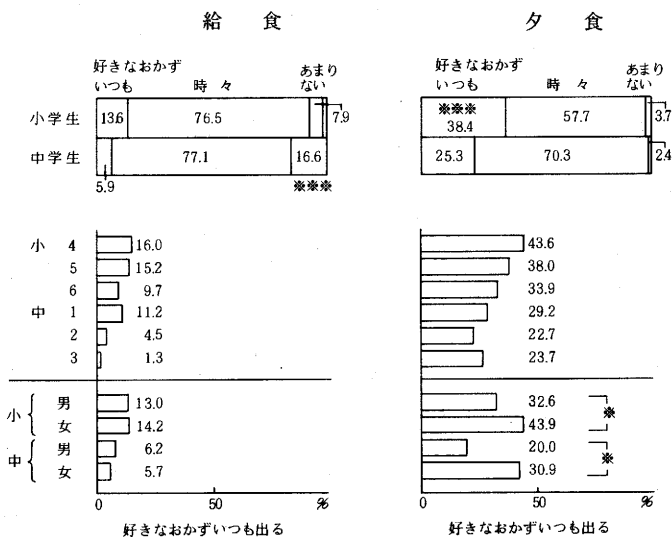 給　食　　夕　食
好きなおかず　あまり　　好きなおかず　あまり
いつも　時々　ない　　いつも　時々　ない
小学生　13.6　76.5　7.9　　※※※ 38.4　57.7　3.7
中学生　5.9　77.1　16.6　※※※　　25.3　70.3　2.4
小　4　16.0　　43.6
5　15.2　　38.0
6　9.7　　33.9
中　1　11.2　　29.2
2　4.5　　22.7
3　1.3　　23.7
小　男　13.0　　32.6　※
女　14.2　　43.9
中　男　6.2　　20.0　※
女　5.7　　30.9
0　50　%　　0　50　%
好きなおかずいつも出る　　好きなおかずいつも出る